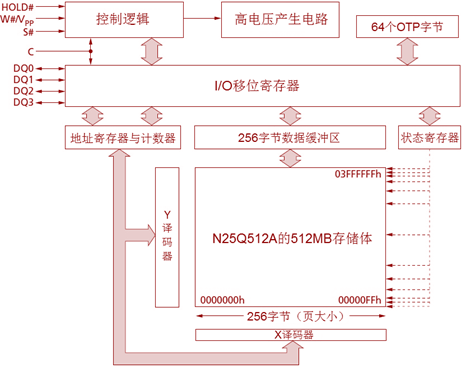 HOLD#
W#/VPP
S#
C
DQ0
DQ1
DQ2
DQ3
控制逻辑
高电压产生电路
64个OTP字节
I/O移位寄存器
地址寄存器与计数器
256字节数据缓冲区
状态寄存器
Y译码器
03FFFFFFh
N25Q512A的512MB存储体
0000000h
00000FFh
256字节（页大小）
X译码器